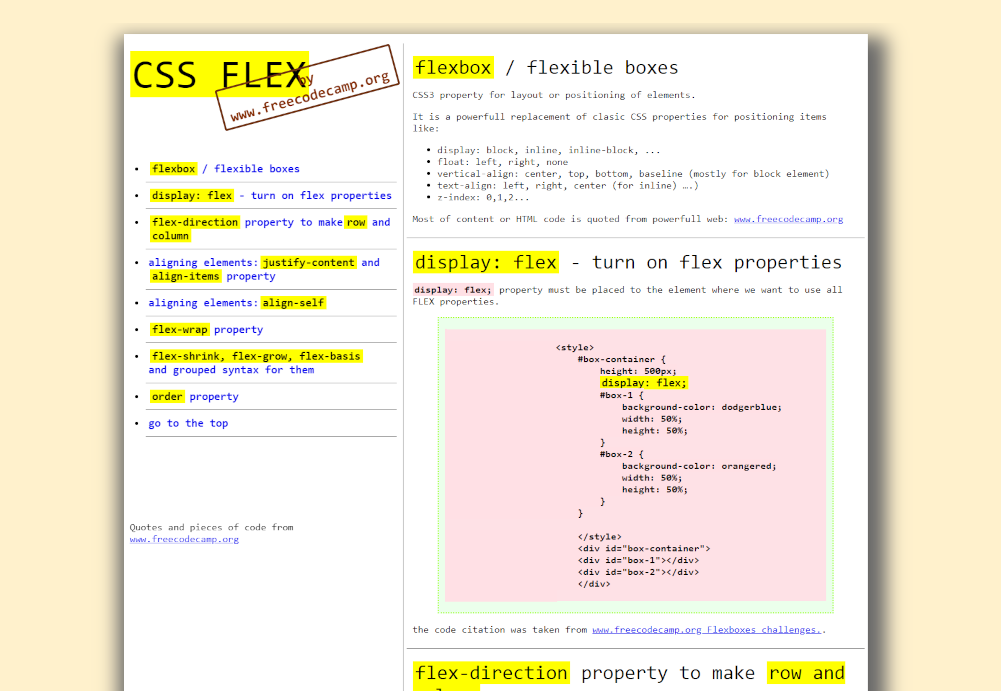 CSS FLEX
by
www.freecodecamp.org
flexbox / flexible boxes
display: flex - turn on flex properties
flex-direction property to make row and
column
aligning elements: justify-content and
align-items property
aligning elements: align-self
flex-wrap property
flex-shrink, flex-grow, flex-basis
and grouped syntax for them
order property
go to the top
Quotes and pieces of code from
www.freecodecamp.org
flexbox / flexible boxes
CSS3 property for layout or positioning of elements.
It is a powerfull replacement of clasic CSS properties for positioning items
like:
display: block, inline, inline-block, ...
float: left, right, none
vertical-align: center, top, bottom, baseline (mostly for block element)
text-align: left, right, center (for inline) ….)
z-index: 0,1,2...
Most of content or HTML code is quoted from powerfull web: www.freecodecamp.org
display: flex - turn on flex properties
display: flex; property must be placed to the element where we want to use all
FLEX properties.
<style>
#box-container {
height: 500px;
display: flex;
#box-1 {
background-color: dodgerblue;
width: 50%;
height: 50%;
}
#box-2 {
background-color: orangered;
width: 50%;
height: 50%;
}
}
</style>
<div id="box-container">
<div id="box-1"></div>
<div id="box-2"></div>
</div>
the code citation was taken from www.freecodecamp.org Flexboxes challenges..
flex-direction property to make row and